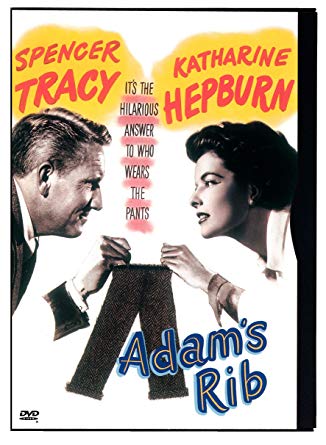 SPENCER
TRACY
KATHARINE
HEPBURN
IT'S THE
HILARIOUS
ANSWER
TO WHO
WEARS
THE
PANTS
Adam's
Rib
DVD